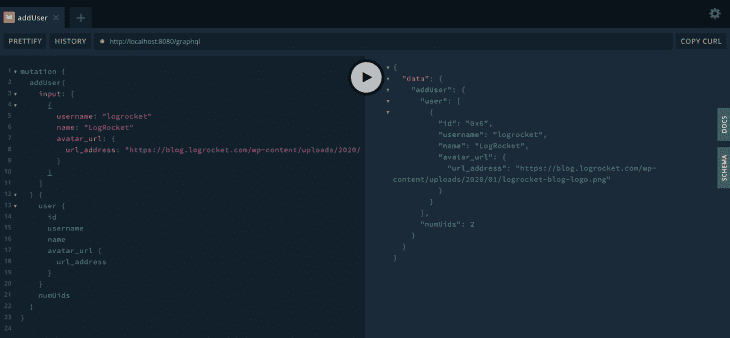 addUser
PRETTIFY HISTORY http://localhost:8080/graphql COPY CURL
1 mutation {
2 addUser(
3 input: [
4 {
5 username: "logrocket"
6 name: "LogRocket"
7 avatar_url: {
8 url_address: "https://blog.logrocket.com/wp-content/uploads/2020/
9 }
10 }
11 ]
12 ) {
13 user {
14 id
15 username
16 name
17 avatar_url {
18 url_address
19 }
20 }
21 numUids
22 }
23 }
24
{
"data": {
"addUser": {
"user": [
{
"id": "0x6",
"username": "logrocket",
"name": "LogRocket",
"avatar_url": {
"url_address": "https://blog.logrocket.com/wp-
content/uploads/2020/01/logrocket-blog-logo.png"
}
}
],
"numUids": 2
}
}
}
DOCS
SCHEMA